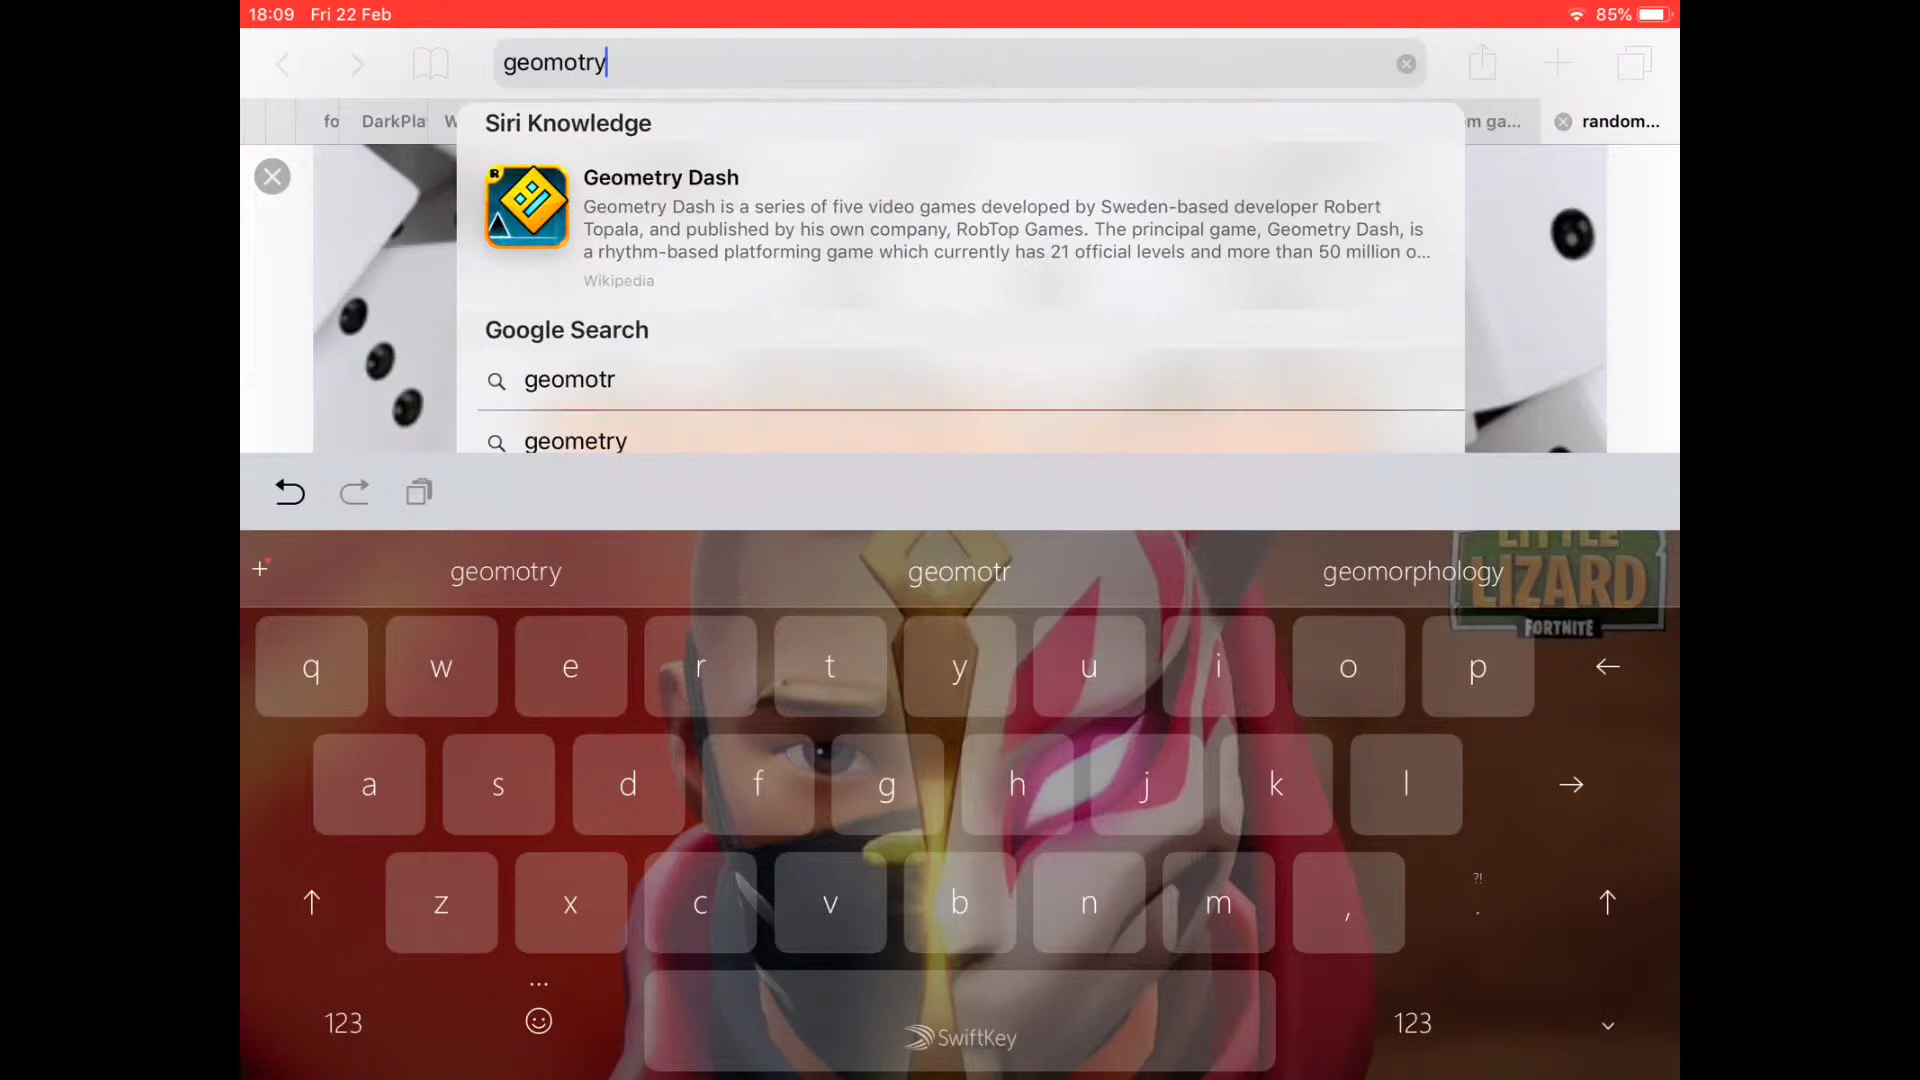 18:09 Fri 22 Feb 85%
geomotry
fo DarkPla W m ga... random...
Siri Knowledge
Geometry Dash
Geometry Dash is a series of five video games developed by Sweden-based developer Robert
Topala, and published by his own company, RobTop Games. The principal game, Geometry Dash, is
a rhythm-based platforming game which currently has 21 official levels and more than 50 million o...
Wikipedia
Google Search
geomotr
geometry
+ geomotry geomotr geomorphology
LITTLE
LIZARD
FORTNITE
q w e r t y u i o p
a s d f g h j k l
z x c v b n m , ?! .
123 SwiftKey 123